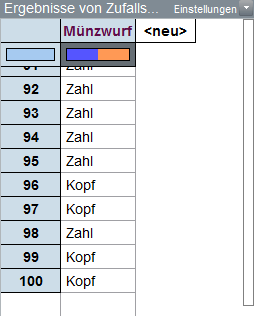 Ergebnisse von Zufalls... Einstellungen
Münzwurf <neu>
91 Zahl
92 Zahl
93 Zahl
94 Zahl
95 Zahl
96 Kopf
97 Kopf
98 Zahl
99 Kopf
100 Kopf